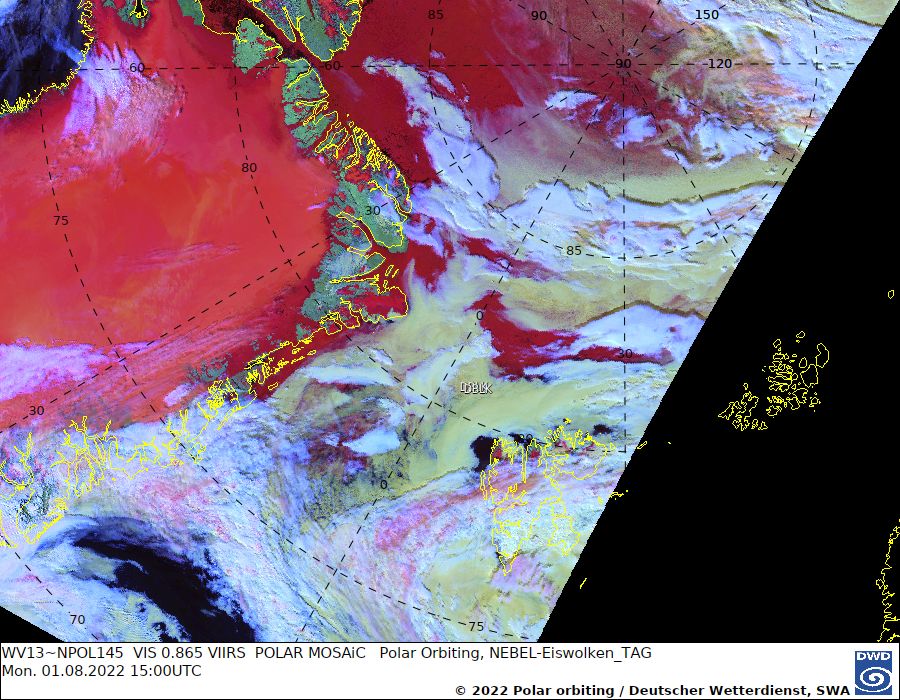 85 90 150
60 60 90 120
80
75 30
85
0
30
30
0
75
70
WV13~NPOL145 VIS 0.865 VIIRS POLAR MOSAiC Polar Orbiting, NEBEL-Eiswolken_TAG
Mon. 01.08.2022 15:00UTC
DWD
© 2022 Polar orbiting / Deutscher Wetterdienst, SWA